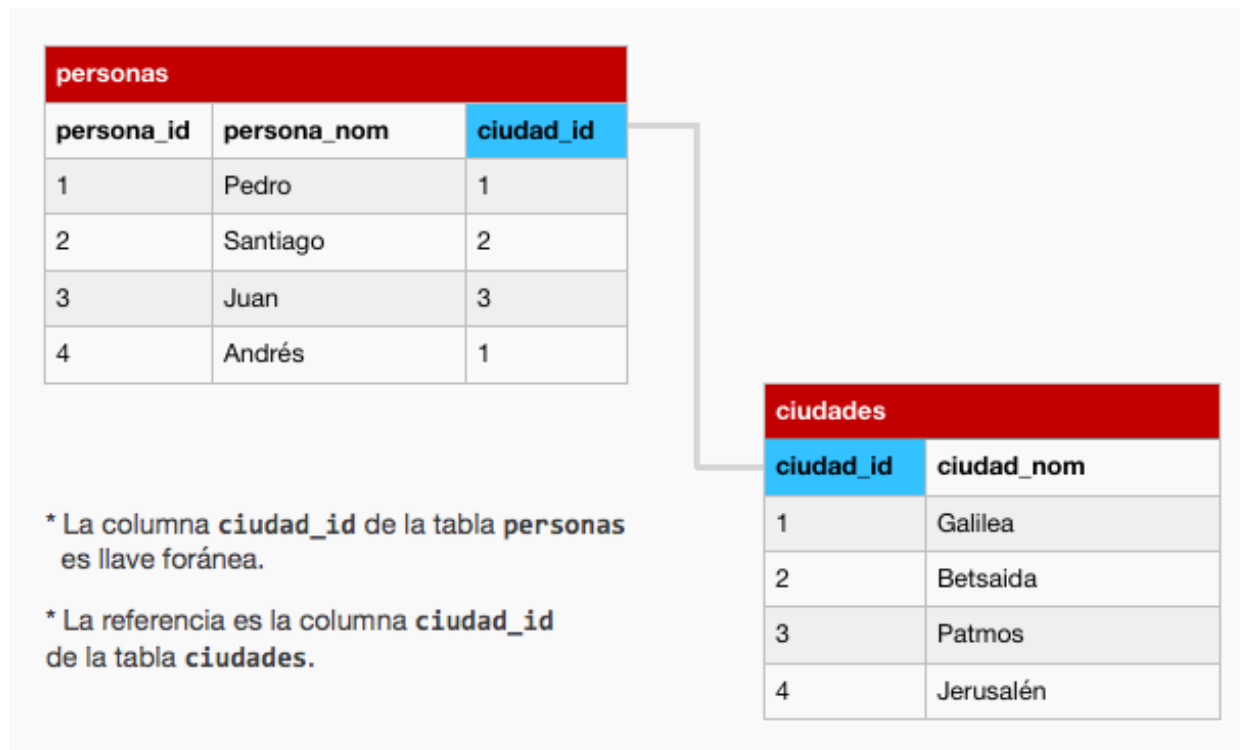 personas
persona_id persona_nom ciudad_id
1 Pedro 1
2 Santiago 2
3 Juan 3
4 Andrés 1
* La columna ciudad_id de la tabla personas
es llave foránea.
* La referencia es la columna ciudad_id
de la tabla ciudades.
ciudades
ciudad_id ciudad_nom
1 Galilea
2 Betsaida
3 Patmos
4 Jerusalén